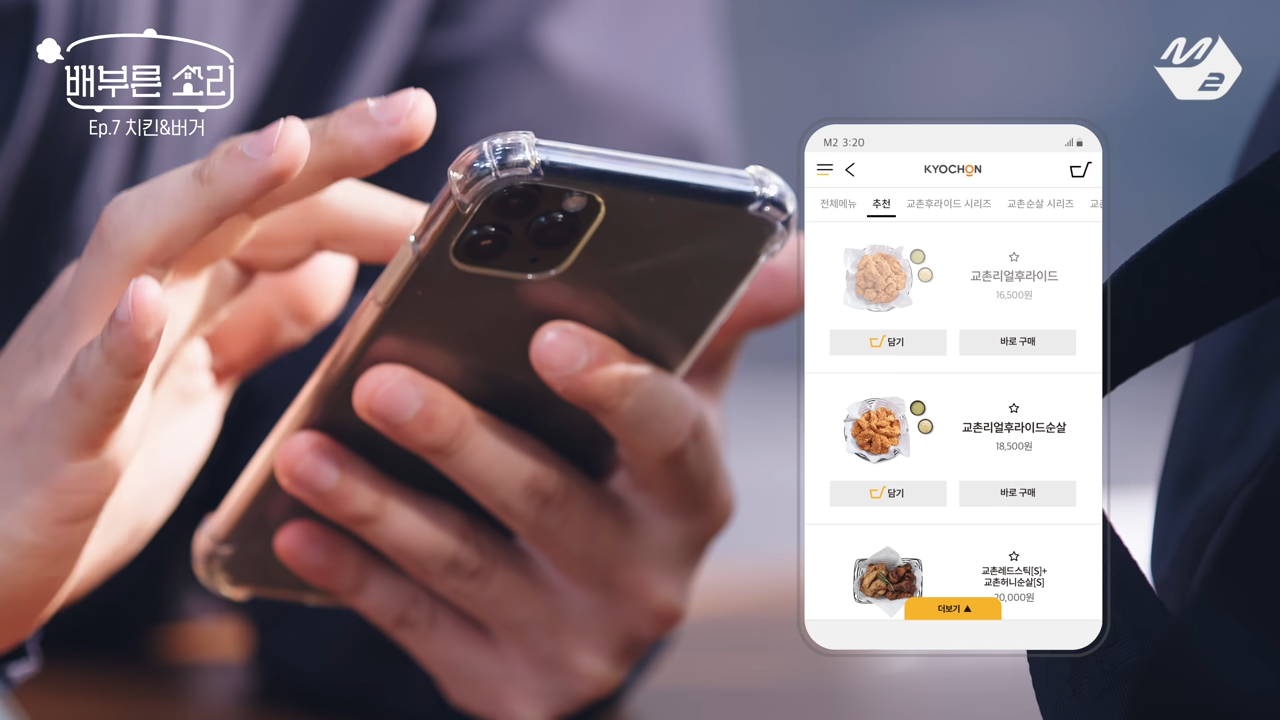 배부른 소리
Ep.7 치킨&버거
M2
M2 3:20
KYOCHON
전체메뉴 추천 교촌후라이드 시리즈 교촌순살 시리즈
교촌리얼후라이드
16,500원
담기 바로 구매
교촌리얼후라이드순살
18,500원
담기 바로 구매
교촌레드스틱[S]+
교촌허니순살[S]
20,000원
더보기 ▲